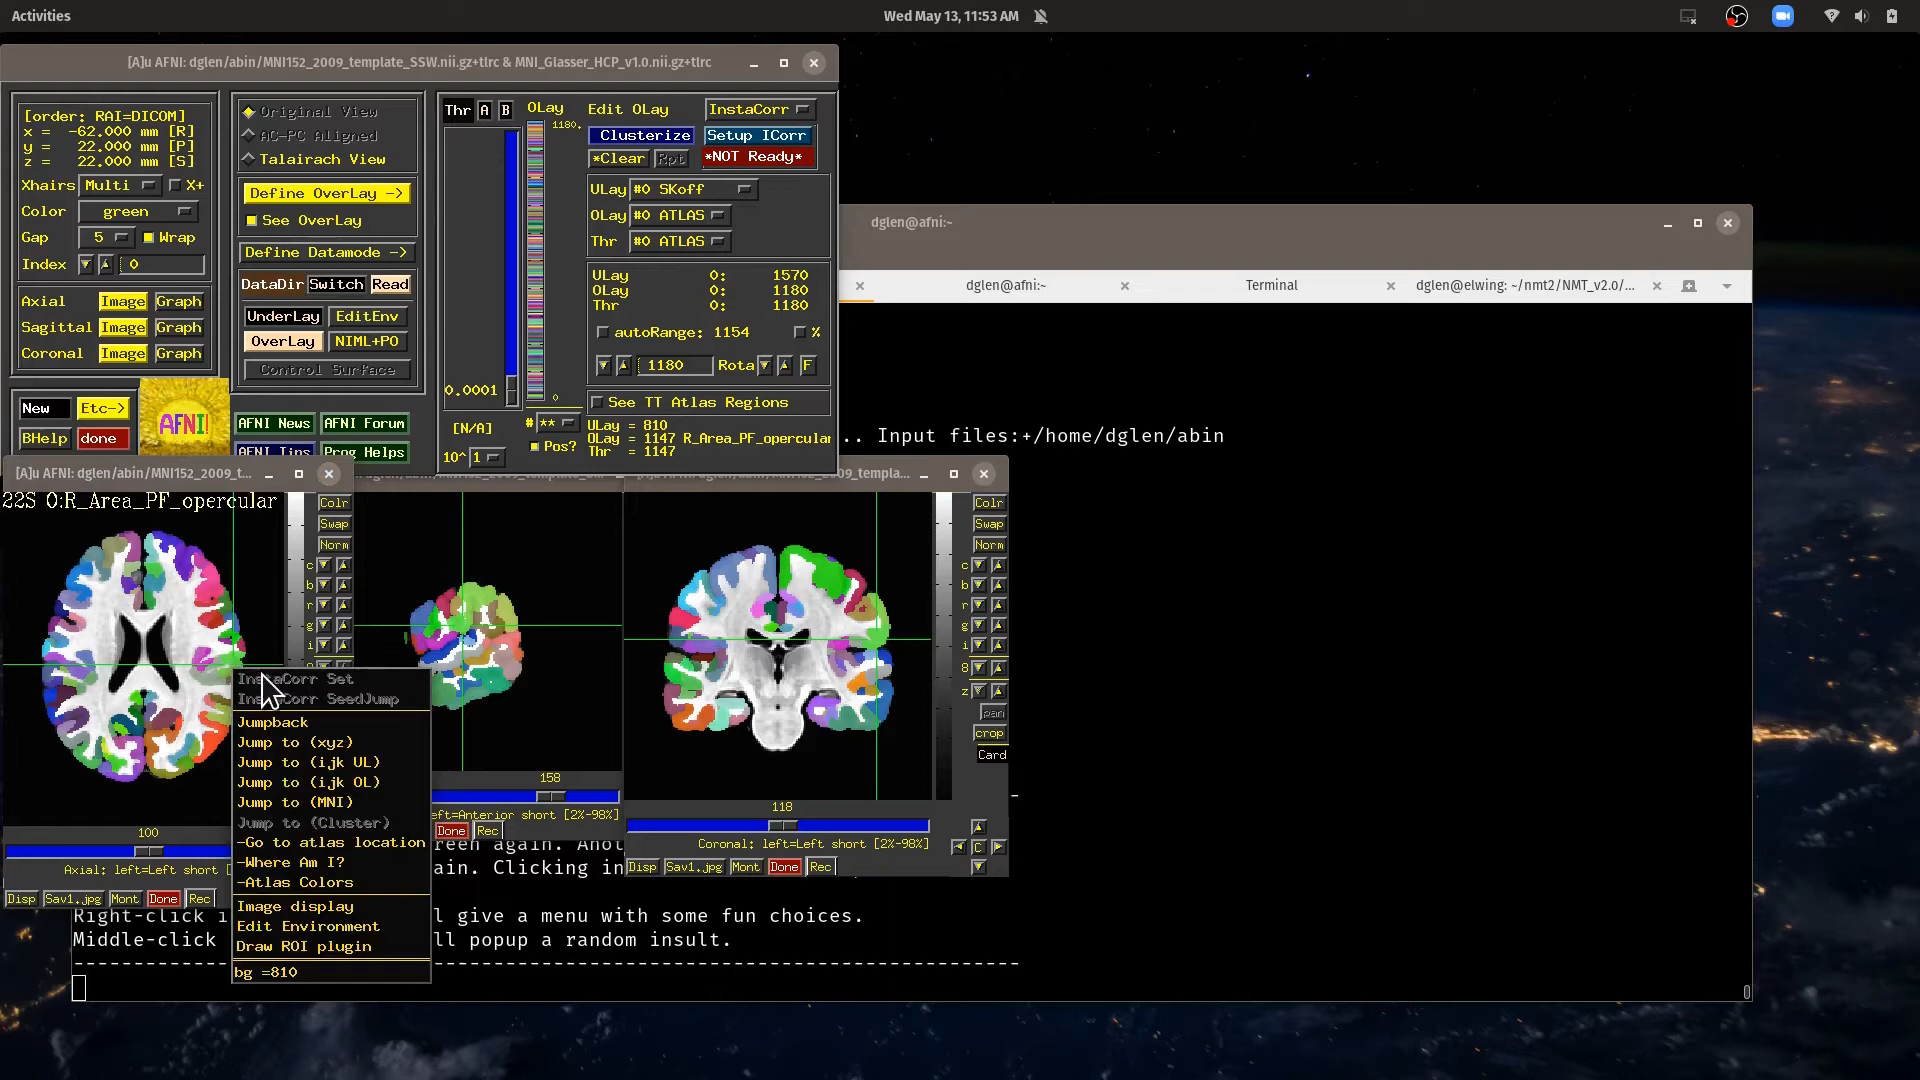 Activities
Wed May 13, 11:53 AM
[A]u AFNI: dglen/abin/MNI152_2009_template_SSW.nii.gz+tlrc & MNI_Glasser_HCP_v1.0.nii.gz+tlrc
[order: RAI=DICOM]
x = -62.000 mm [R]
y = 22.000 mm [P]
z = 22.000 mm [S]
Xhairs Multi X+
Color green
Gap 5 Wrap
Index 0
Axial Image Graph
Sagittal Image Graph
Coronal Image Graph
New Etc->
BHelp done
AFNI!
Original View
AC-PC Aligned
Talairach View
Define OverLay ->
See OverLay
Define Datamode ->
DataDir Switch Read
UnderLay EditEnv
OverLay NIML+PO
Control Surface
AFNI News AFNI Forum
AFNI Tips Prog Helps
Thr A B OLay
1180.
0.0001
0
[N/A]
# **
Pos?
10^ 1
Edit OLay InstaCorr
Clusterize Setup ICorr
*Clear Rpt *NOT Ready*
ULay #0 SKoff
OLay #0 ATLAS
Thr #0 ATLAS
ULay 0: 1570
OLay 0: 1180
Thr 0: 1180
autoRange: 1154 %
1180 Rota F
See TT Atlas Regions
ULay = 810
OLay = 1147 R_Area_PF_opercular
Thr = 1147
dglen@afni:~
dglen@afni:~
Terminal
dglen@elwing: ~/nmt2/NMT_v2.0/...
.. Input files:+/home/dglen/abin
[A]u AFNI: dglen/abin/MNI152_2009_t...
2009_templa...
22S O:R_Area_PF_opercular
Colr
Swap
Norm
c
b
r
g
i
100
Axial: left=Left short [
Disp Sav1.jpg Mont Done Rec
InstaCorr Set
InstaCorr SeedJump
Jumpback
Jump to (xyz)
Jump to (ijk UL)
Jump to (ijk OL)
Jump to (MNI)
Jump to (Cluster)
-Go to atlas location
-Where Am I?
-Atlas Colors
Image display
Edit Environment
Draw ROI plugin
bg =810
158
eft=Anterior short [2%-98%]
Done Rec
Colr
Swap
Norm
c
b
r
g
i
8
z
pan
crop
Card
118
Coronal: left=Left short [2%-98%]
Disp Sav1.jpg Mont Done Rec
C
reen again. Anot
ain. Clicking in
Right-click i
l give a menu with some fun choices.
Middle-click
ll popup a random insult.